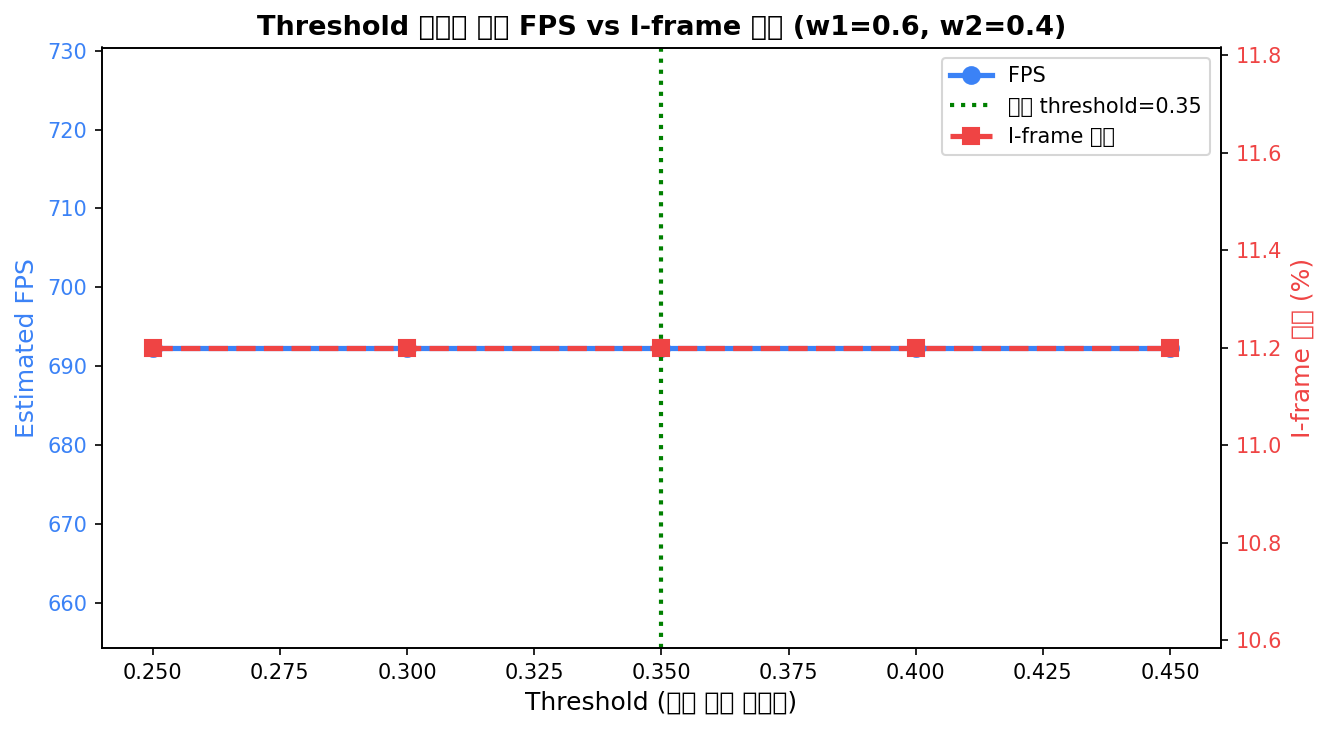 Threshold FPS vs I-frame (w1=0.6, w2=0.4)
730
720
710
700
690
680
670
660
Estimated FPS
FPS
threshold=0.35
I-frame
11.8
11.6
11.4
11.2
11.0
10.8
10.6
I-frame (%)
0.250 0.275 0.300 0.325 0.350 0.375 0.400 0.425 0.450
Threshold